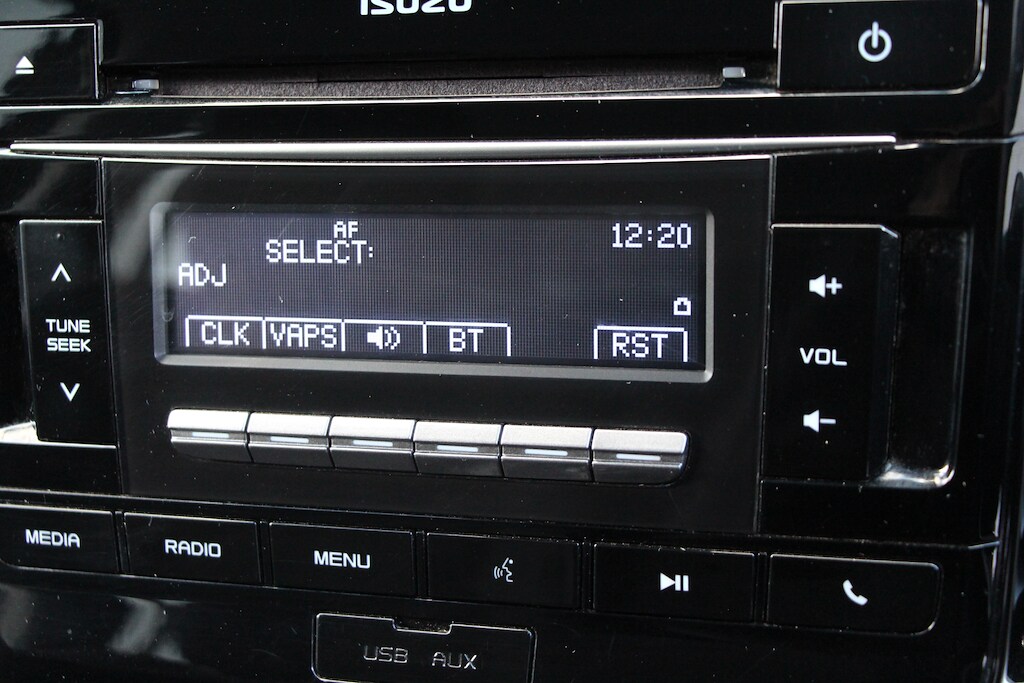 ISUZU
AF
12:20
SELECT:
ADJ
CLK VAPS BT RST
TUNE
SEEK
VOL
MEDIA RADIO MENU
USB AUX